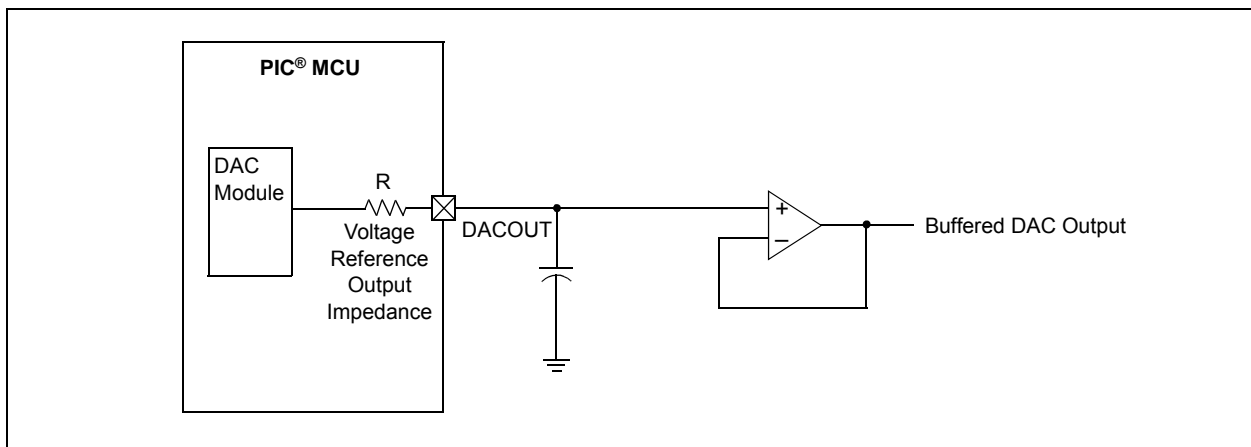 PIC® MCU
DAC
Module
R
Voltage
Reference
Output
Impedance
DACOUT
+
–
Buffered DAC Output